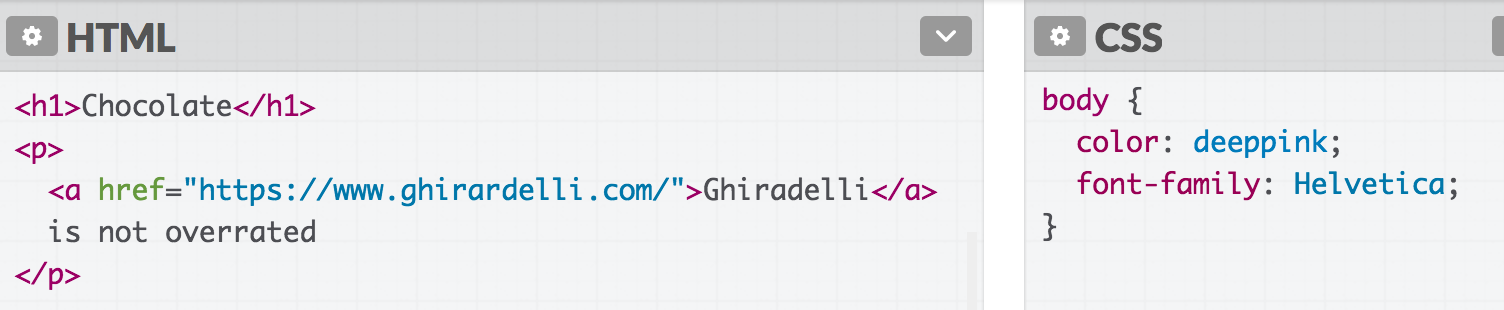 HTML
<h1>Chocolate</h1>
<p>
<a href="https://www.ghirardelli.com/">Ghiradelli</a>
is not overrated
</p>
CSS
body {
color: deeppink;
font-family: Helvetica;
}